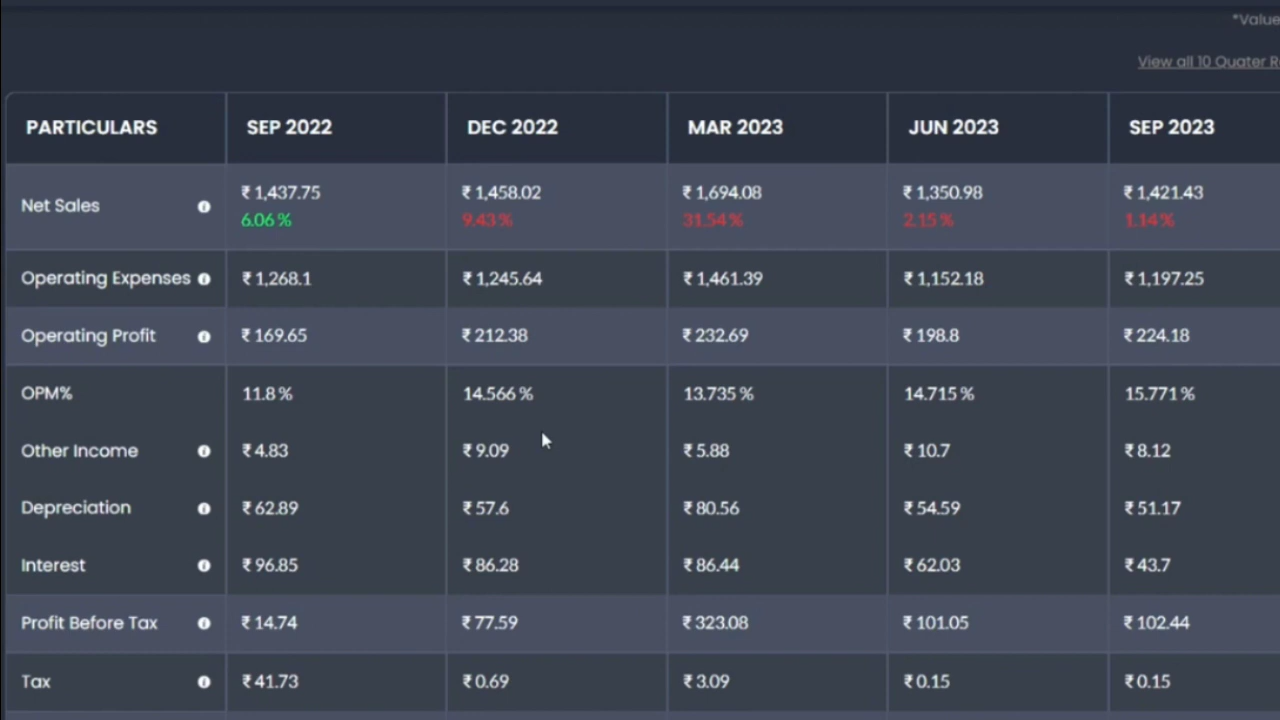 *Value
View all 10 Quater R
PARTICULARS SEP 2022 DEC 2022 MAR 2023 JUN 2023 SEP 2023
Net Sales ₹ 1,437.75 ₹ 1,458.02 ₹ 1,694.08 ₹ 1,350.98 ₹ 1,421.43
6.06 % 9.43 % 31.54 % 2.15 % 1.14 %
Operating Expenses ₹ 1,268.1 ₹ 1,245.64 ₹ 1,461.39 ₹ 1,152.18 ₹ 1,197.25
Operating Profit ₹ 169.65 ₹ 212.38 ₹ 232.69 ₹ 198.8 ₹ 224.18
OPM% 11.8 % 14.566 % 13.735 % 14.715 % 15.771 %
Other Income ₹ 4.83 ₹ 9.09 ₹ 5.88 ₹ 10.7 ₹ 8.12
Depreciation ₹ 62.89 ₹ 57.6 ₹ 80.56 ₹ 54.59 ₹ 51.17
Interest ₹ 96.85 ₹ 86.28 ₹ 86.44 ₹ 62.03 ₹ 43.7
Profit Before Tax ₹ 14.74 ₹ 77.59 ₹ 323.08 ₹ 101.05 ₹ 102.44
Tax ₹ 41.73 ₹ 0.69 ₹ 3.09 ₹ 0.15 ₹ 0.15